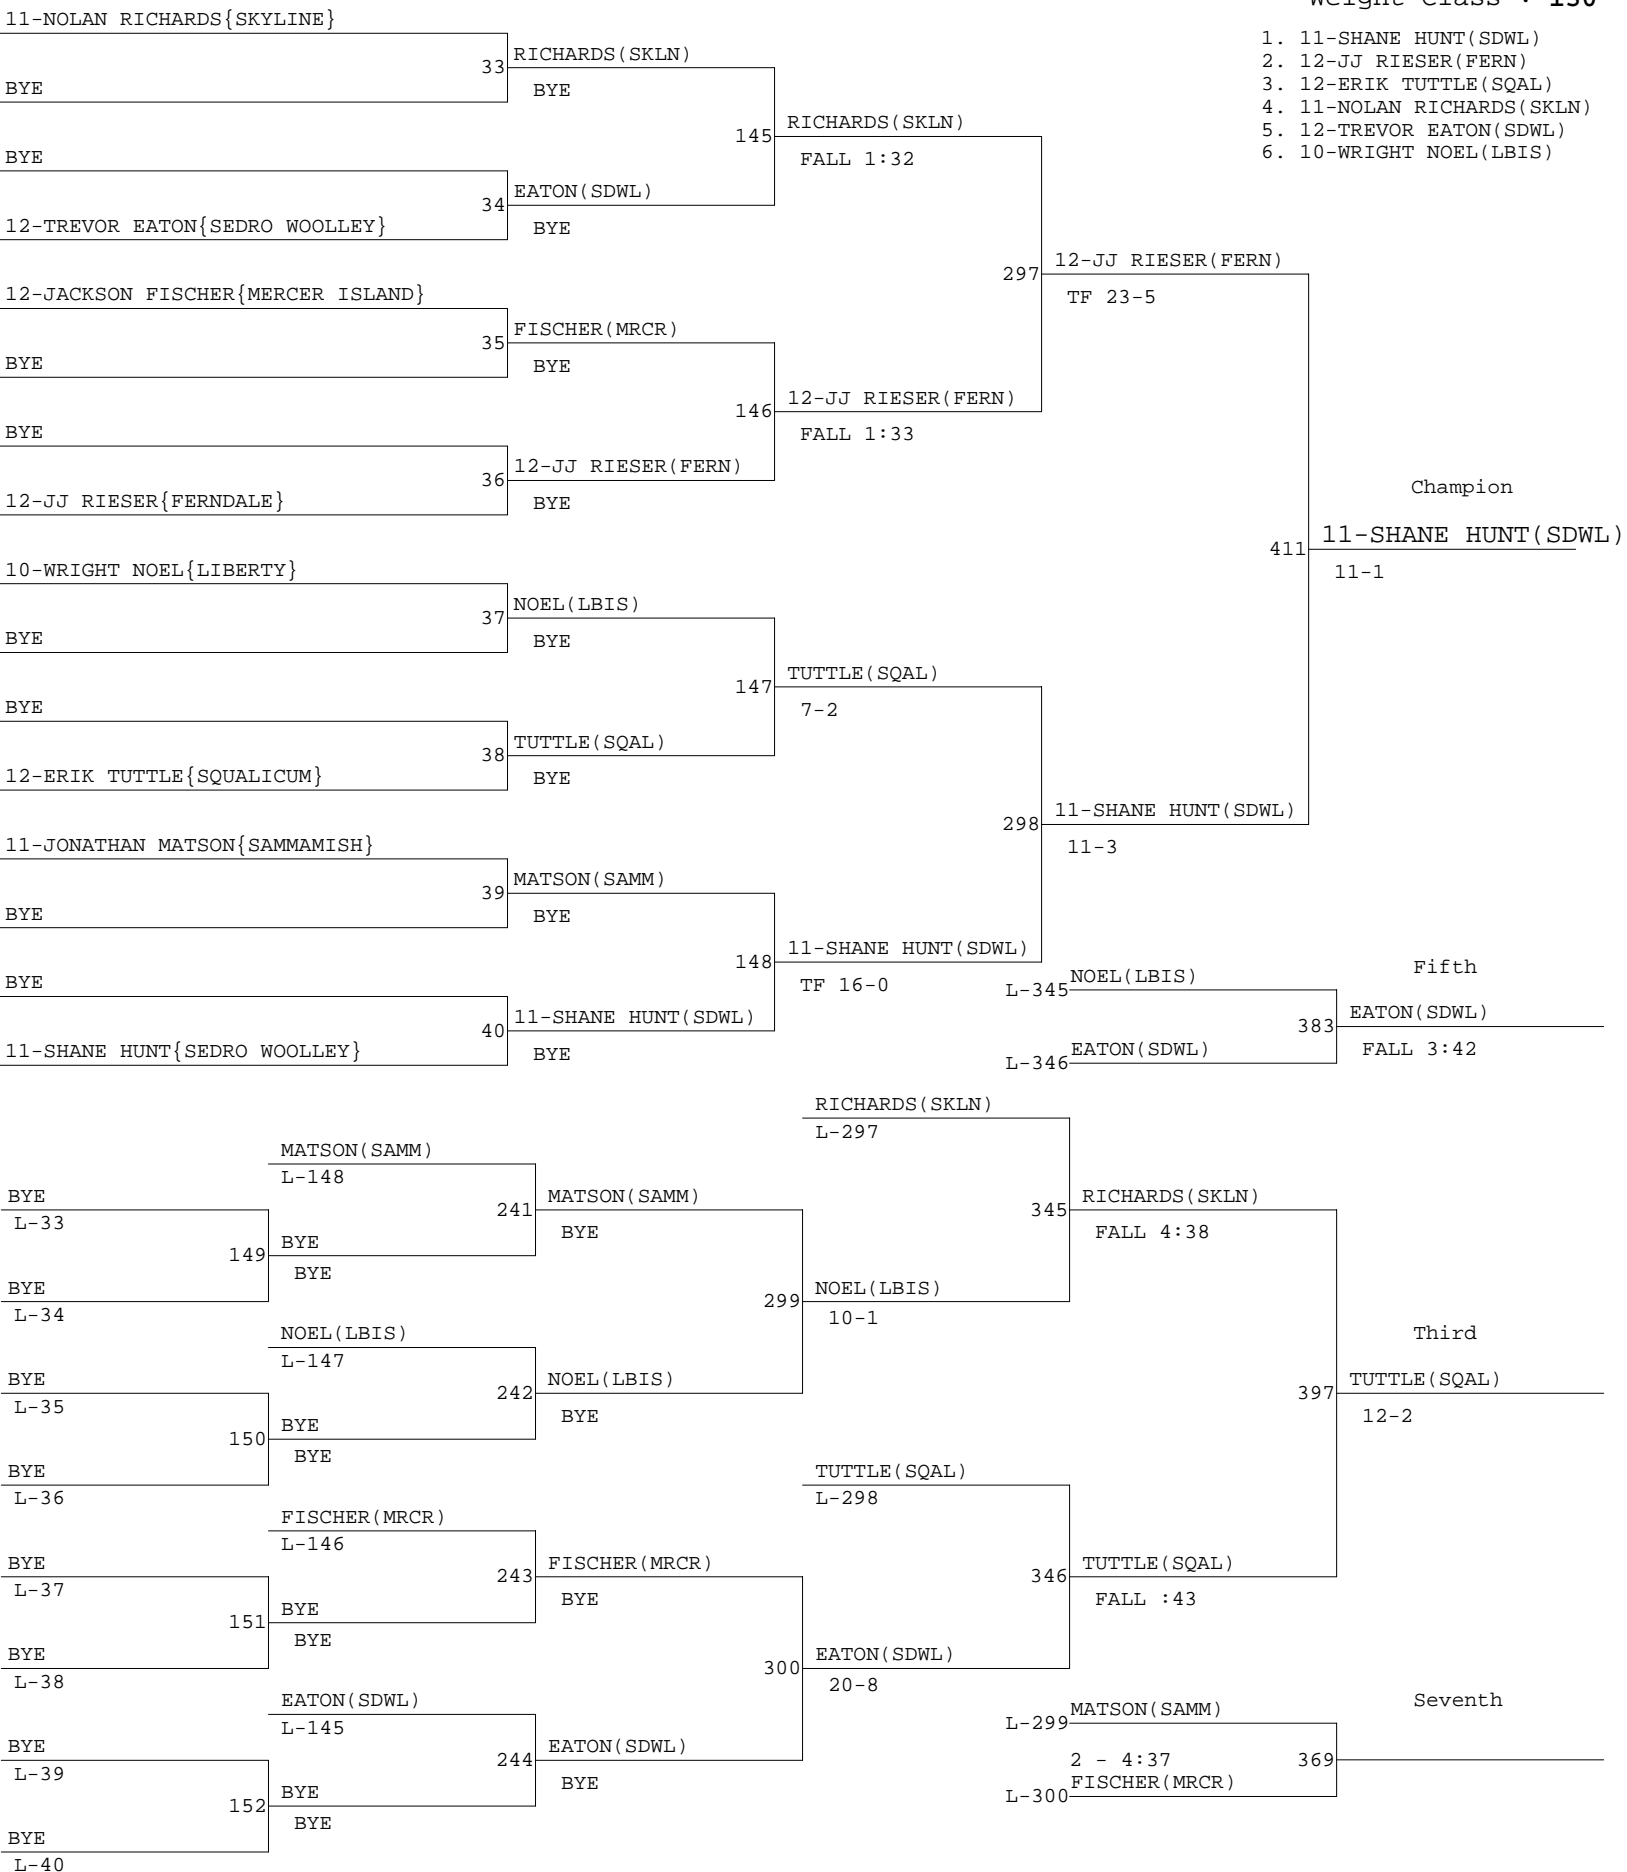 Weight Class : 130
1. 11-SHANE HUNT(SDWL)
2. 12-JJ RIESER(FERN)
3. 12-ERIK TUTTLE(SQAL)
4. 11-NOLAN RICHARDS(SKLN)
5. 12-TREVOR EATON(SDWL)
6. 10-WRIGHT NOEL(LBIS)
11-NOLAN RICHARDS{SKYLINE}
33
RICHARDS(SKLN)
BYE
BYE
145
RICHARDS(SKLN)
FALL 1:32
BYE
34
EATON(SDWL)
12-TREVOR EATON{SEDRO WOOLLEY}
BYE
297
12-JJ RIESER(FERN)
TF 23-5
12-JACKSON FISCHER{MERCER ISLAND}
35
FISCHER(MRCR)
BYE
BYE
146
12-JJ RIESER(FERN)
FALL 1:33
BYE
36
12-JJ RIESER(FERN)
12-JJ RIESER{FERNDALE}
BYE
Champion
411
11-SHANE HUNT(SDWL)
11-1
10-WRIGHT NOEL{LIBERTY}
37
NOEL(LBIS)
BYE
BYE
147
TUTTLE(SQAL)
7-2
BYE
38
TUTTLE(SQAL)
12-ERIK TUTTLE{SQUALICUM}
BYE
298
11-SHANE HUNT(SDWL)
11-3
11-JONATHAN MATSON{SAMMAMISH}
39
MATSON(SAMM)
BYE
BYE
148
11-SHANE HUNT(SDWL)
TF 16-0
BYE
40
11-SHANE HUNT(SDWL)
11-SHANE HUNT{SEDRO WOOLLEY}
BYE
Fifth
L-345
NOEL(LBIS)
383
EATON(SDWL)
FALL 3:42
L-346
EATON(SDWL)
RICHARDS(SKLN)
L-297
MATSON(SAMM)
L-148
BYE
L-33
241
MATSON(SAMM)
BYE
345
RICHARDS(SKLN)
FALL 4:38
149
BYE
BYE
BYE
L-34
299
NOEL(LBIS)
10-1
NOEL(LBIS)
L-147
Third
BYE
L-35
242
NOEL(LBIS)
BYE
397
TUTTLE(SQAL)
12-2
150
BYE
BYE
BYE
L-36
TUTTLE(SQAL)
L-298
FISCHER(MRCR)
L-146
BYE
L-37
243
FISCHER(MRCR)
BYE
346
TUTTLE(SQAL)
FALL :43
151
BYE
BYE
BYE
L-38
300
EATON(SDWL)
20-8
EATON(SDWL)
L-145
Seventh
L-299
MATSON(SAMM)
BYE
L-39
244
EATON(SDWL)
BYE
2 - 4:37
369
L-300
FISCHER(MRCR)
152
BYE
BYE
BYE
L-40